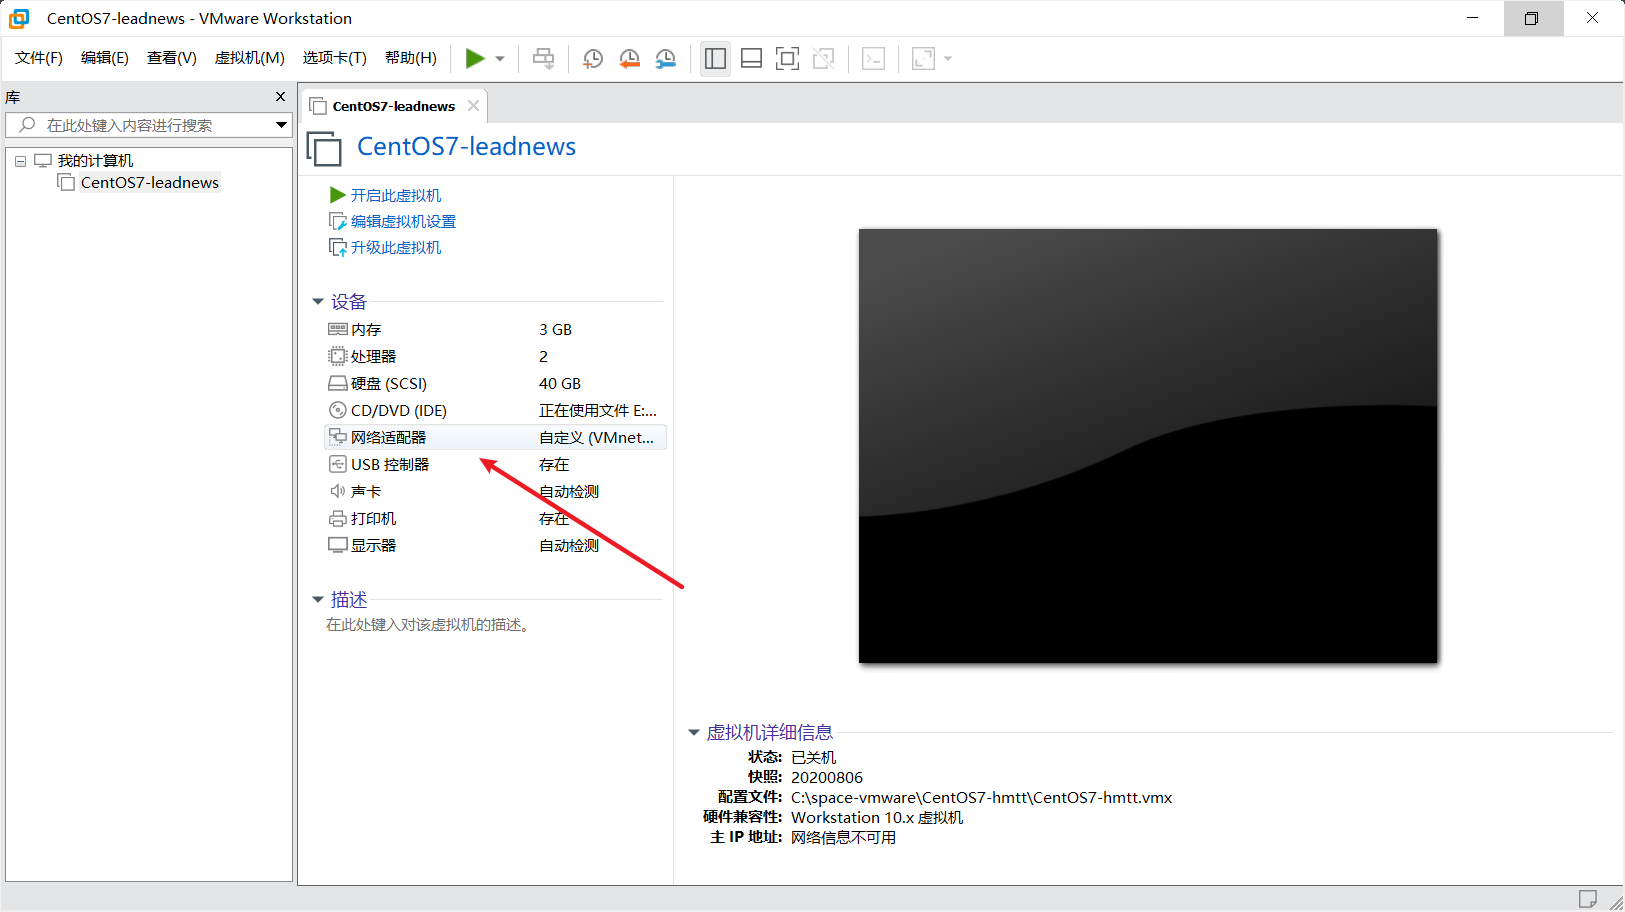 CentOS7-leadnews - VMware Workstation
文件(F) 编辑(E) 查看(V) 虚拟机(M) 选项卡(T) 帮助(H)
库
在此处键入内容进行搜索
我的计算机
CentOS7-leadnews
CentOS7-leadnews
CentOS7-leadnews
开启此虚拟机
编辑虚拟机设置
升级此虚拟机
设备
内存 3 GB
处理器 2
硬盘 (SCSI) 40 GB
CD/DVD (IDE) 正在使用文件 E:...
网络适配器 自定义 (VMnet...
USB 控制器 存在
声卡 自动检测
打印机 存在
显示器 自动检测
描述
在此处键入对该虚拟机的描述。
虚拟机详细信息
状态: 已关机
快照: 20200806
配置文件: C:\space-vmware\CentOS7-hmtt\CentOS7-hmtt.vmx
硬件兼容性: Workstation 10.x 虚拟机
主 IP 地址: 网络信息不可用